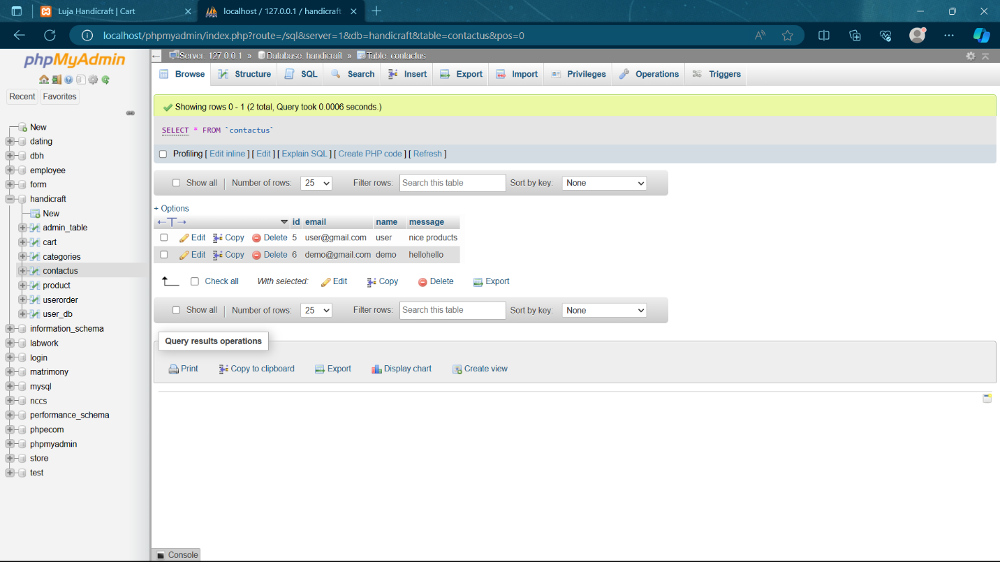 Luja Handicraft | Cart
localhost / 127.0.0.1 / handicraft
localhost/phpmyadmin/index.php?route=/sql&server=1&db=handicraft&table=contactus&pos=0
phpMyAdmin
Recent Favorites
New
dating
dbh
employee
form
handicraft
New
admin_table
cart
categories
contactus
product
userorder
user_db
information_schema
labwork
login
matrimony
mysql
nccs
performance_schema
phpecom
phpmyadmin
store
test
Server: 127.0.0.1 » Database: handicraft » Table: contactus
Browse Structure SQL Search Insert Export Import Privileges Operations Triggers
Showing rows 0 - 1 (2 total, Query took 0.0006 seconds.)
SELECT * FROM `contactus`
Profiling [ Edit inline ] [ Edit ] [ Explain SQL ] [ Create PHP code ] [ Refresh ]
Show all Number of rows: 25 Filter rows: Search this table Sort by key: None
+ Options
←T→ id email name message
Edit Copy Delete 5 user@gmail.com user nice products
Edit Copy Delete 6 demo@gmail.com demo hellohello
Check all With selected: Edit Copy Delete Export
Show all Number of rows: 25 Filter rows: Search this table Sort by key: None
Query results operations
Print Copy to clipboard Export Display chart Create view
Console